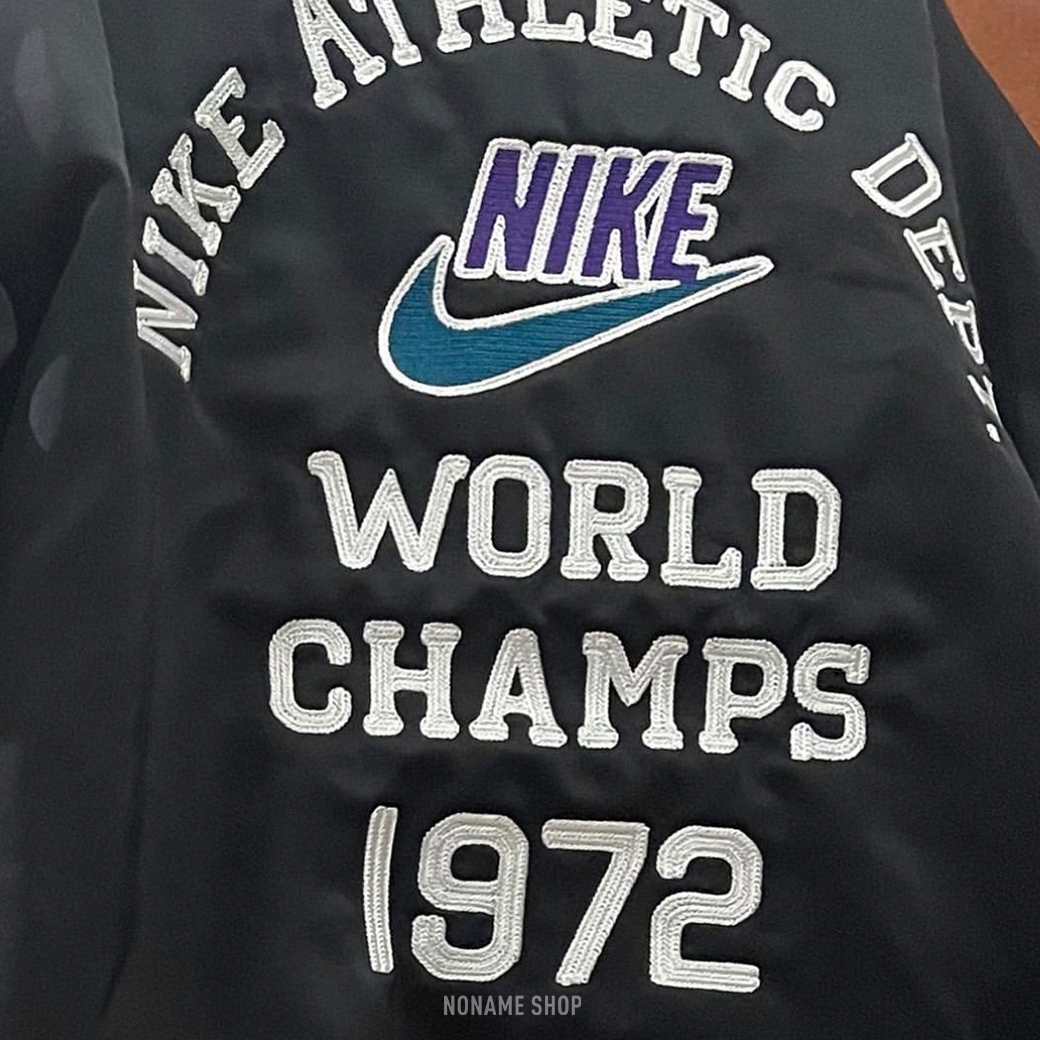 NIKE ATHLETIC DEPT.
NIKE
WORLD
CHAMPS
1972
NONAME SHOP